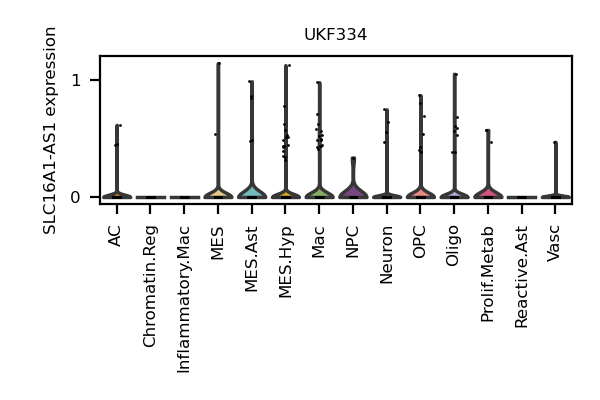 UKF334
SLC16A1-AS1 expression
1
0
AC
Chromatin.Reg
Inflammatory.Mac
MES
MES.Ast
MES.Hyp
Mac
NPC
Neuron
OPC
Oligo
Prolif.Metab
Reactive.Ast
Vasc